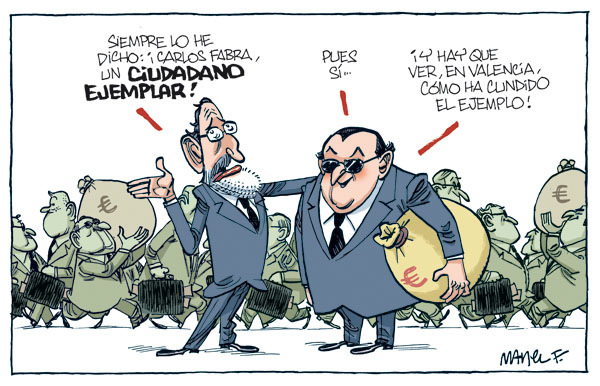 SIEMPRE LO HE
DICHO: ¡CARLOS FABRA,
UN CIUDADANO
EJEMPLAR!
PUES
SÍ...
¡Y HAY QUE
VER, EN VALENCIA,
CÓMO HA CUNDIDO
EL EJEMPLO!
€
€
€
MANEL F.